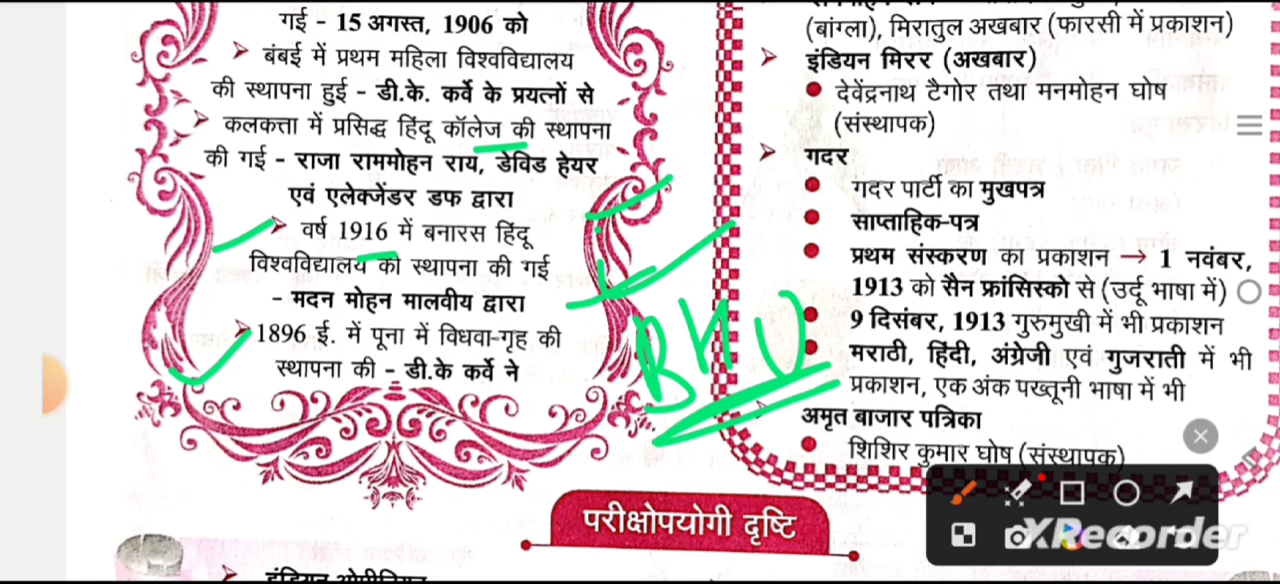 गई - 15 अगस्त, 1906 को
➤ बंबई में प्रथम महिला विश्वविद्यालय
की स्थापना हुई - डी.के. कर्वे के प्रयत्नों से
➤ कलकत्ता में प्रसिद्ध हिंदू कॉलेज की स्थापना
की गई - राजा राममोहन राय, डेविड हेयर
एवं एलेक्जेंडर डफ द्वारा
➤ वर्ष 1916 में बनारस हिंदू
विश्वविद्यालय की स्थापना की गई
- मदन मोहन मालवीय द्वारा
➤ 1896 ई. में पूना में विधवा-गृह की
स्थापना की - डी.के कर्वे ने
(बांग्ला), मिरातुल अखबार (फारसी में प्रकाशन)
➤ इंडियन मिरर (अखबार)
● देवेंद्रनाथ टैगोर तथा मनमोहन घोष
(संस्थापक)
➤ गदर
● गदर पार्टी का मुखपत्र
● साप्ताहिक-पत्र
● प्रथम संस्करण का प्रकाशन → 1 नवंबर,
1913 को सैन फ्रांसिस्को से (उर्दू भाषा में)
● 9 दिसंबर, 1913 गुरुमुखी में भी प्रकाशन
● मराठी, हिंदी, अंग्रेजी एवं गुजराती में भी
प्रकाशन, एक अंक पख्तूनी भाषा में भी
अमृत बाजार पत्रिका
● शिशिर कुमार घोष (संस्थापक)
BHU
परीक्षोपयोगी दृष्टि
XRecorder